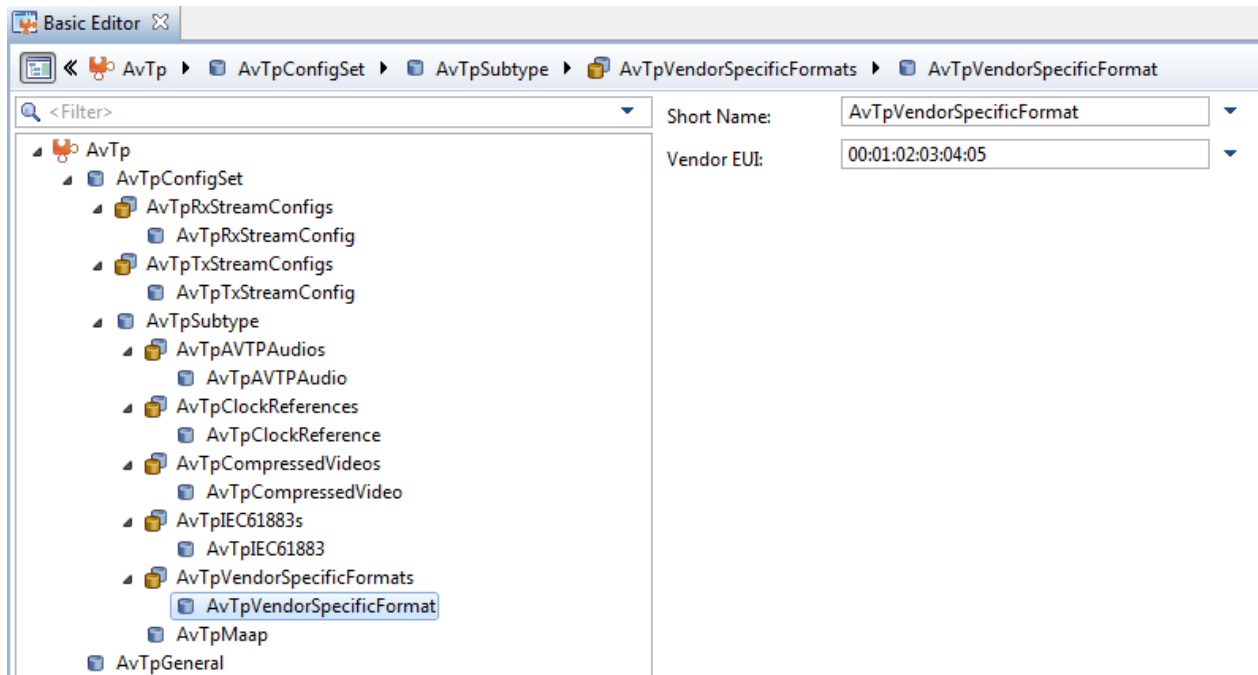 Basic Editor
AvTp AvTpConfigSet AvTpSubtype AvTpVendorSpecificFormats AvTpVendorSpecificFormat
<Filter>
AvTp
AvTpConfigSet
AvTpRxStreamConfigs
AvTpRxStreamConfig
AvTpTxStreamConfigs
AvTpTxStreamConfig
AvTpSubtype
AvTpAVTPAudios
AvTpAVTPAudio
AvTpClockReferences
AvTpClockReference
AvTpCompressedVideos
AvTpCompressedVideo
AvTpIEC61883s
AvTpIEC61883
AvTpVendorSpecificFormats
AvTpVendorSpecificFormat
AvTpMaap
AvTpGeneral
Short Name: AvTpVendorSpecificFormat
Vendor EUI: 00:01:02:03:04:05